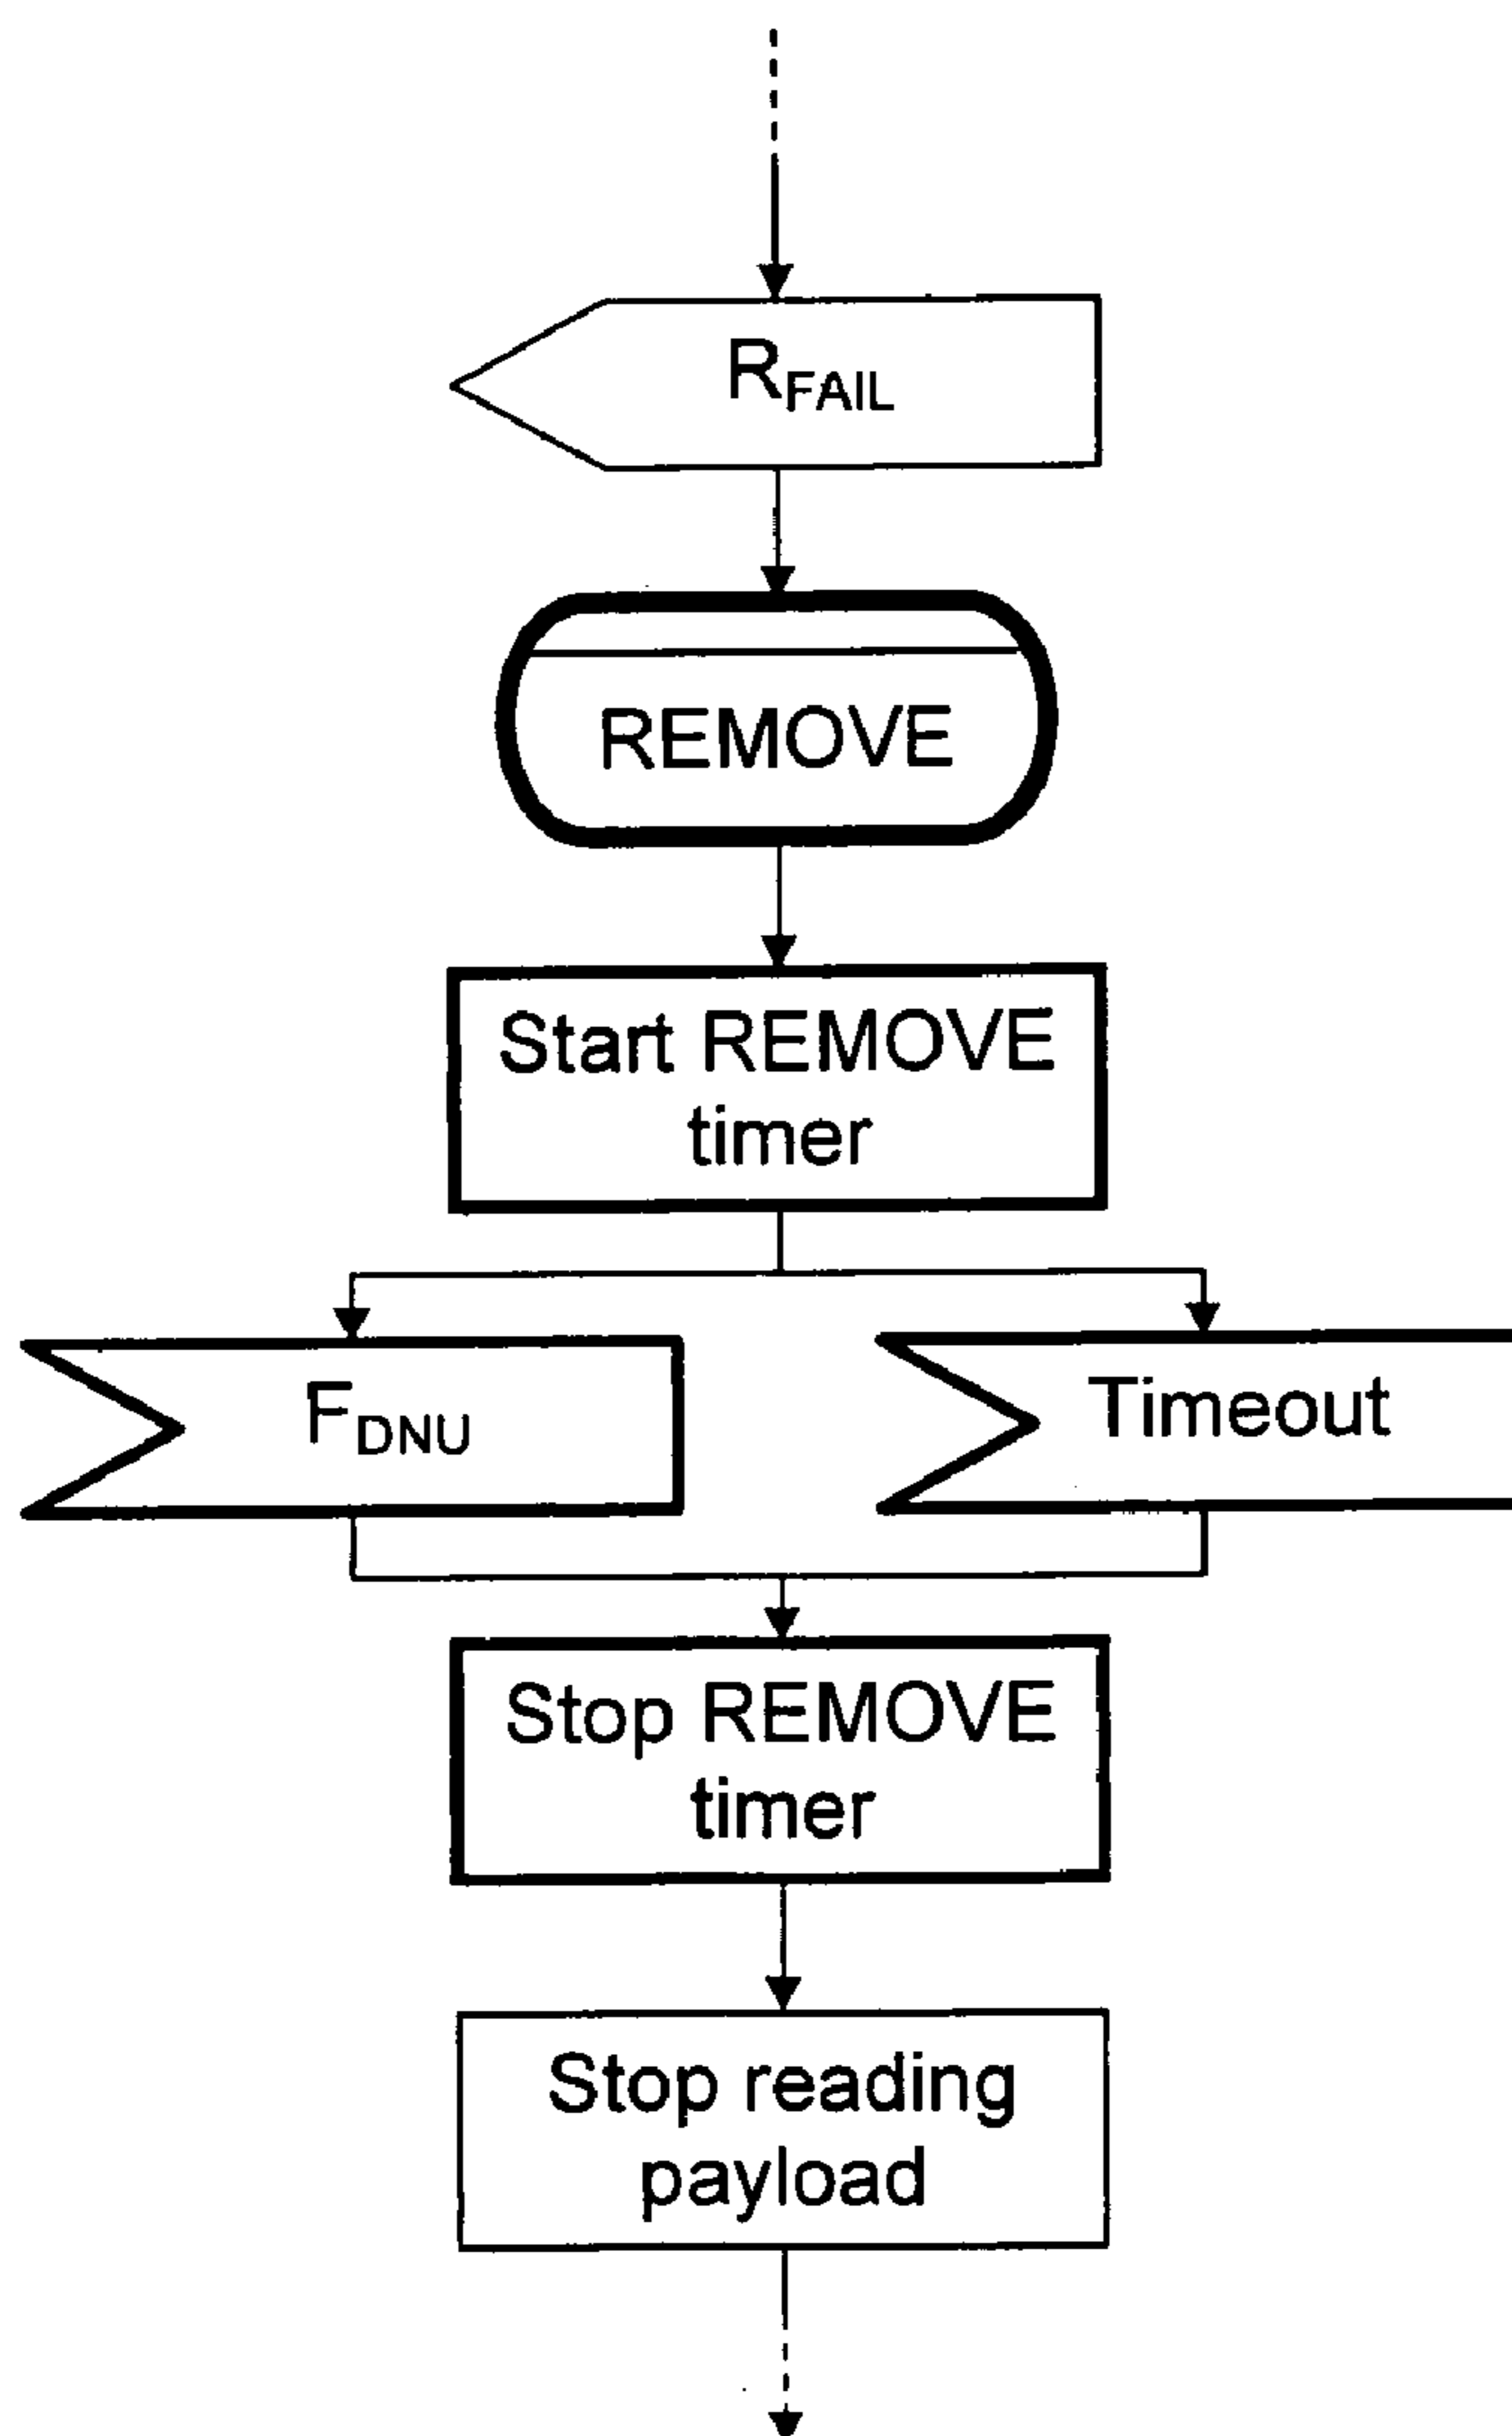 RFAIL
REMOVE
Start REMOVE
timer
FDNU
Timeout
Stop REMOVE
timer
Stop reading
payload